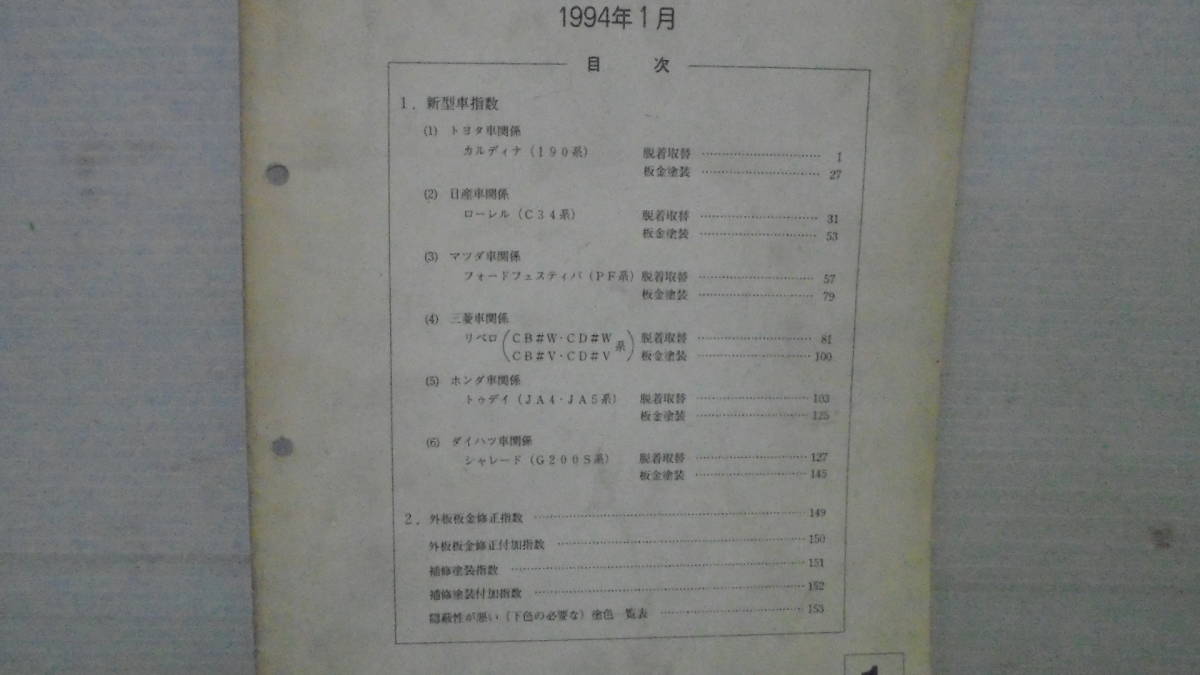 1994年1月
目 次
1. 新型車指数
(1) トヨタ車関係
カルディナ(190系) 脱着取替 …………………… 1
板金塗装 …………………… 27
(2) 日産車関係
ローレル(C34系) 脱着取替 …………………… 31
板金塗装 …………………… 53
(3) マツダ車関係
フォードフェスティバ(PF系) 脱着取替 …………………… 57
板金塗装 …………………… 79
(4) 三菱車関係
リベロ(CB#W・CD#W 系) 脱着取替 …………………… 81
CB#V・CD#V 板金塗装 …………………… 100
(5) ホンダ車関係
トゥデイ(JA4・JA5系) 脱着取替 …………………… 103
板金塗装 …………………… 125
(6) ダイハツ車関係
シャレード(G200S系) 脱着取替 …………………… 127
板金塗装 …………………… 145
2. 外板板金修正指数 …………………… 149
外板板金修正付加指数 …………………… 150
補修塗装指数 …………………… 151
補修塗装付加指数 …………………… 152
隠蔽性が悪い(下色の必要な)塗色一覧表 …………………… 153